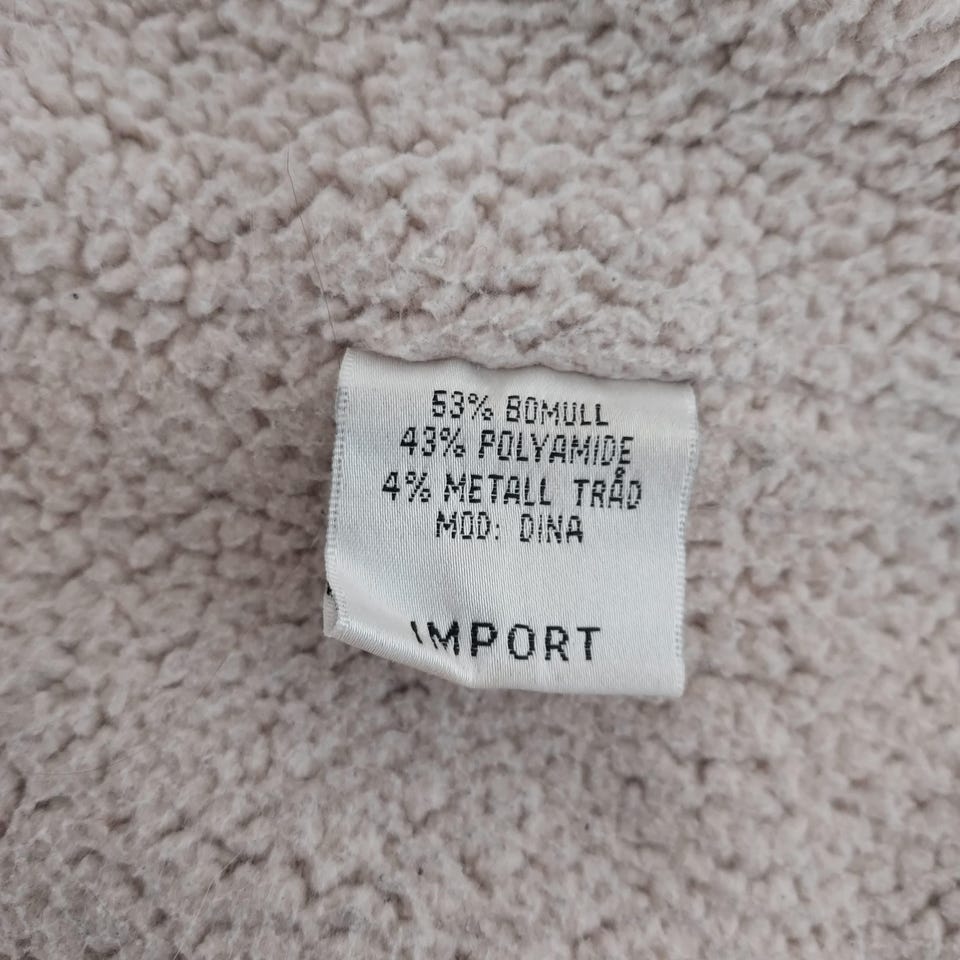 53% BOMULL
43% POLYAMIDE
4% METALL TRÅD
MOD: DINA
IMPORT